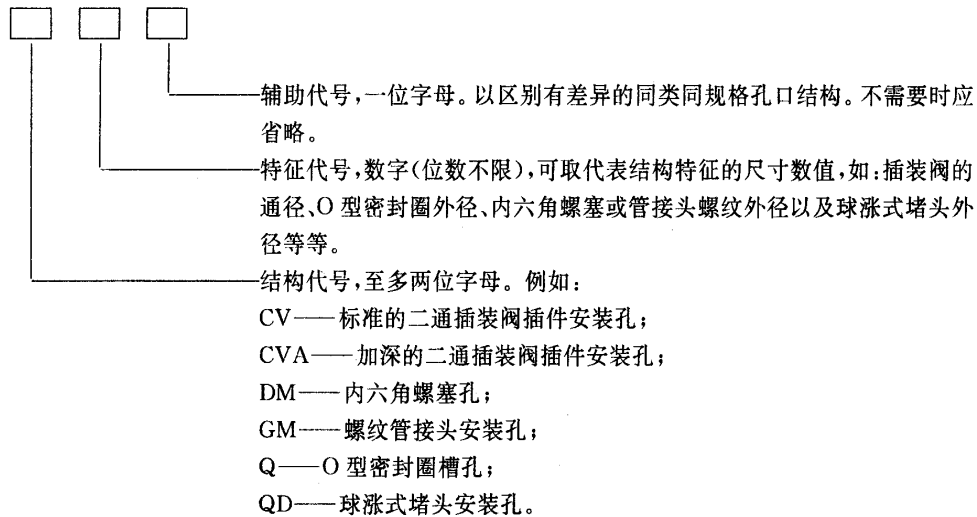 辅助代号,一位字母。以区别有差异的同类同规格孔口结构。不需要时应
省略。
特征代号,数字(位数不限),可取代表结构特征的尺寸数值,如:插装阀的
通径、O 型密封圈外径、内六角螺塞或管接头螺纹外径以及球涨式堵头外
径等等。
结构代号,至多两位字母。例如:
CV——标准的二通插装阀插件安装孔;
CVA——加深的二通插装阀插件安装孔;
DM——内六角螺塞孔;
GM——螺纹管接头安装孔;
Q——O 型密封圈槽孔;
QD——球涨式堵头安装孔。